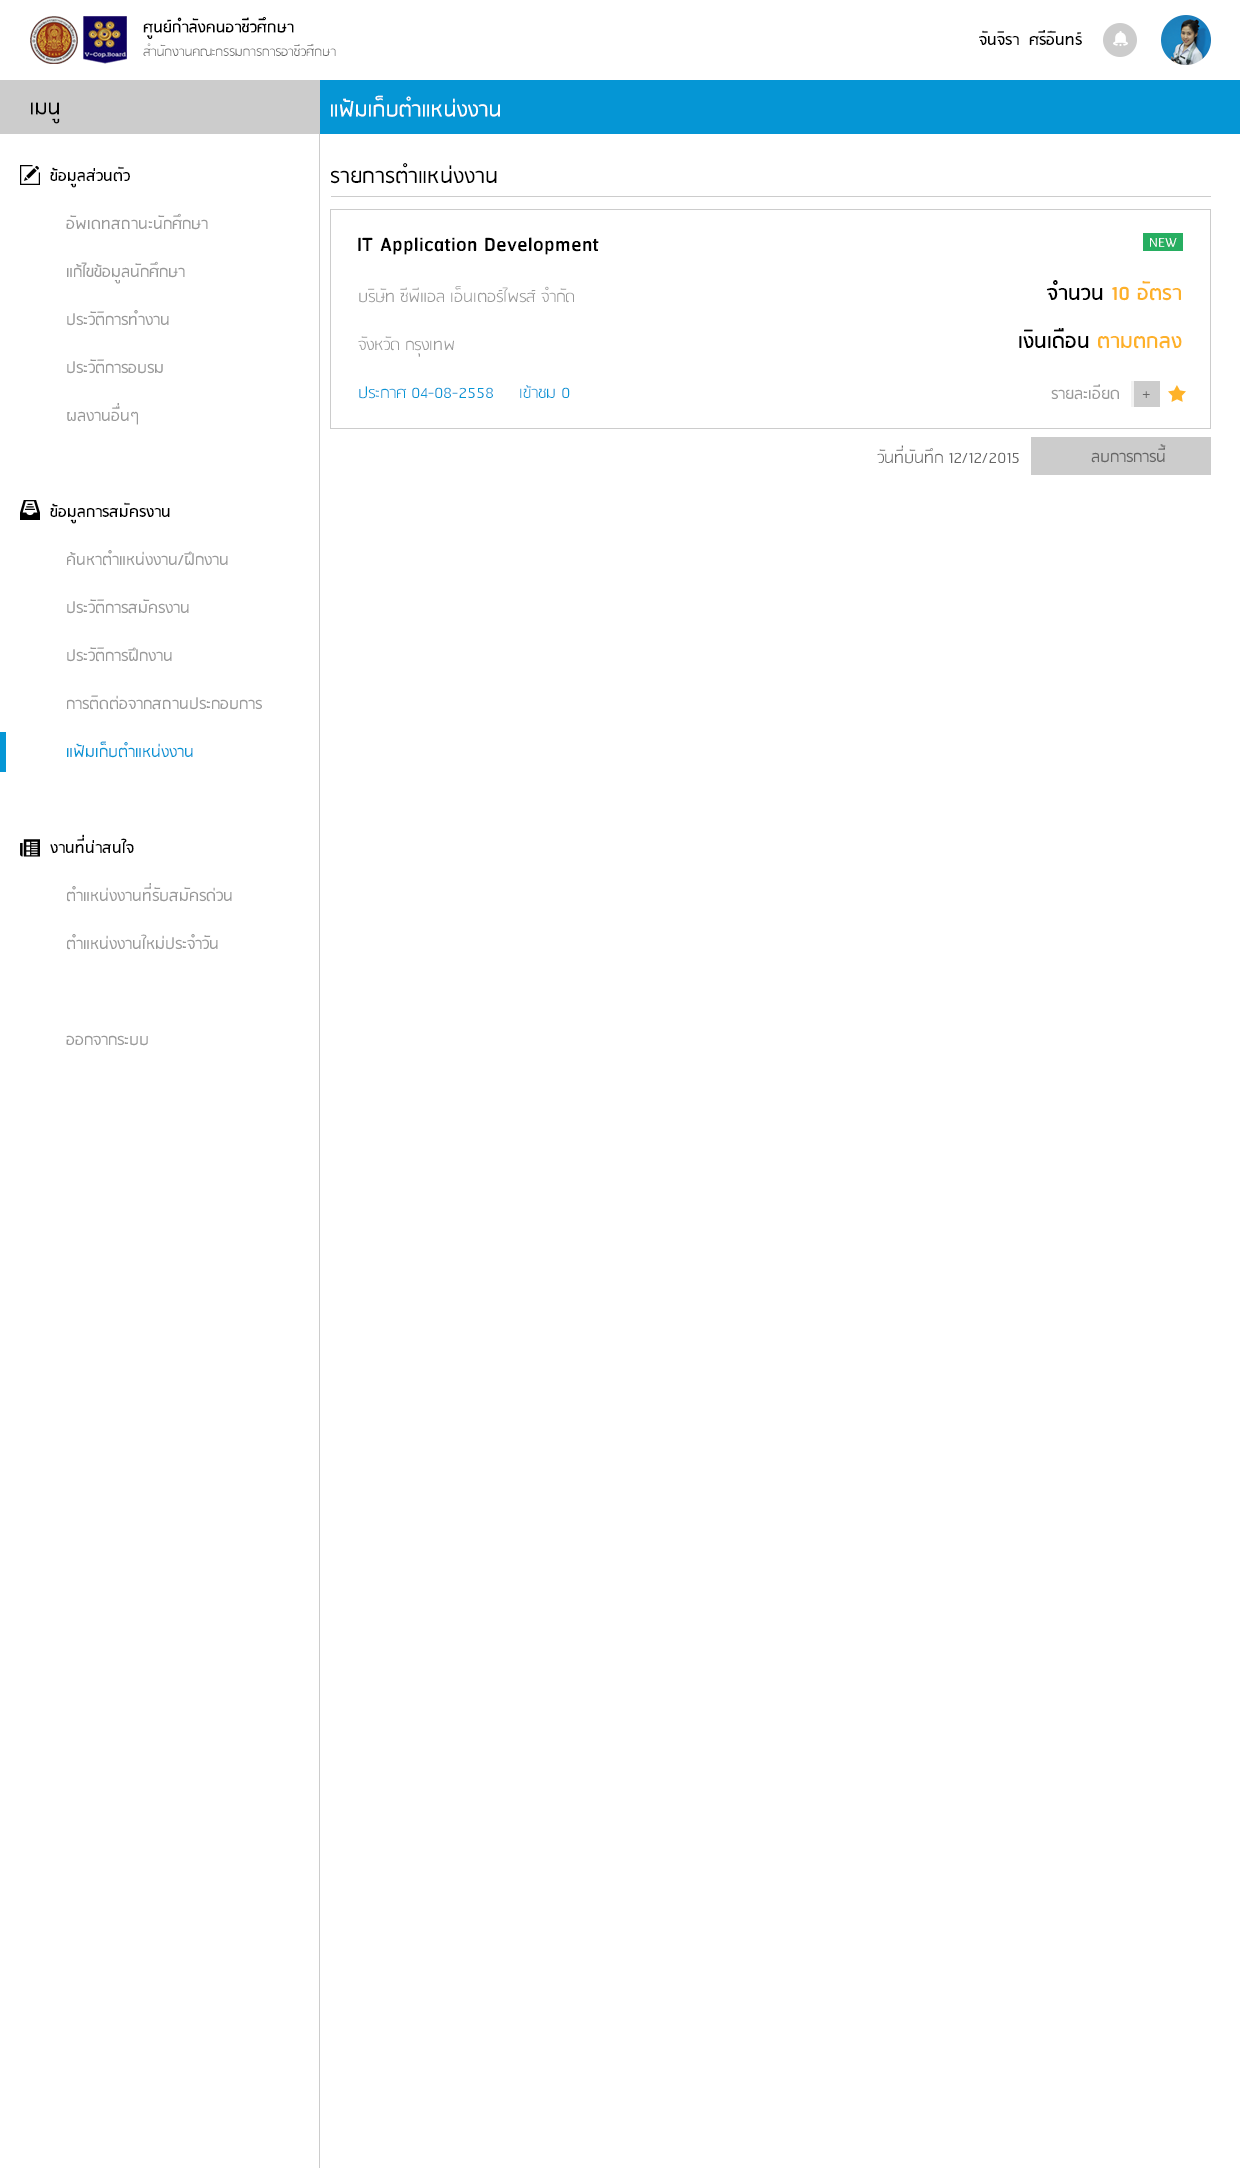 V-Cop.Board
ศูนย์กำลังคนอาชีวศึกษา
สำนักงานคณะกรรมการการอาชีวศึกษา
จันจิรา ศรีอินทร์
เมนู
แฟ้มเก็บตำแหน่งงาน
ข้อมูลส่วนตัว
อัพเดทสถานะนักศึกษา
แก้ไขข้อมูลนักศึกษา
ประวัติการทำงาน
ประวัติการอบรม
ผลงานอื่นๆ
ข้อมูลการสมัครงาน
ค้นหาตำแหน่งงาน/ฝึกงาน
ประวัติการสมัครงาน
ประวัติการฝึกงาน
การติดต่อจากสถานประกอบการ
แฟ้มเก็บตำแหน่งงาน
งานที่น่าสนใจ
ตำแหน่งงานที่รับสมัครด่วน
ตำแหน่งงานใหม่ประจำวัน
ออกจากระบบ
รายการตำแหน่งงาน
IT Application Development
NEW
บริษัท ซีพีแอล เอ็นเตอร์ไพรส์ จำกัด
จำนวน 10 อัตรา
จังหวัด กรุงเทพ
เงินเดือน ตามตกลง
ประกาศ 04-08-2558 เข้าชม 0
รายละเอียด +
วันที่บันทึก 12/12/2015
ลบการการนี้